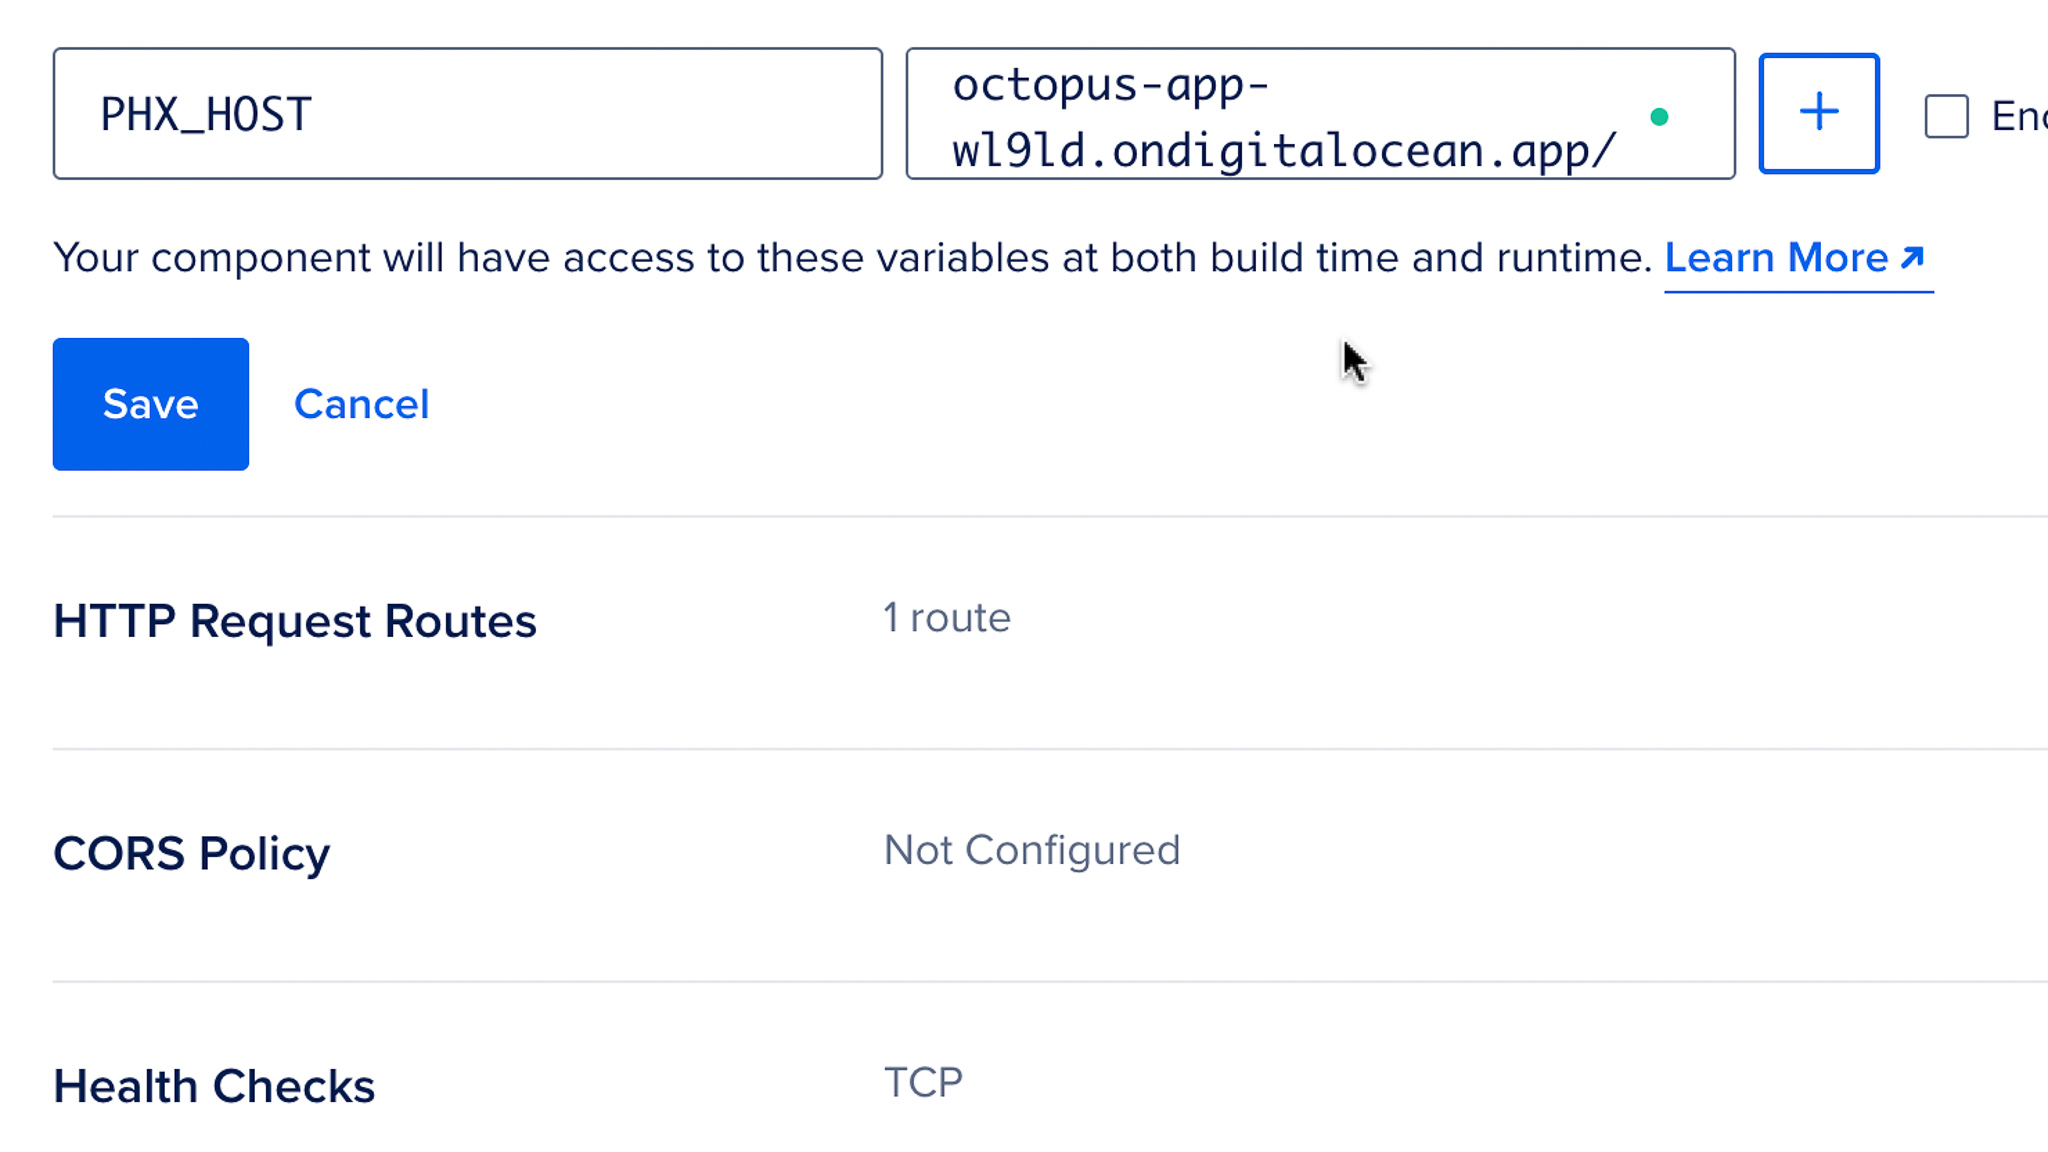 PHX_HOST
octopus-app-
wl9ld.ondigitalocean.app/
Your component will have access to these variables at both build time and runtime. Learn More
Save Cancel
HTTP Request Routes 1 route
CORS Policy Not Configured
Health Checks TCP